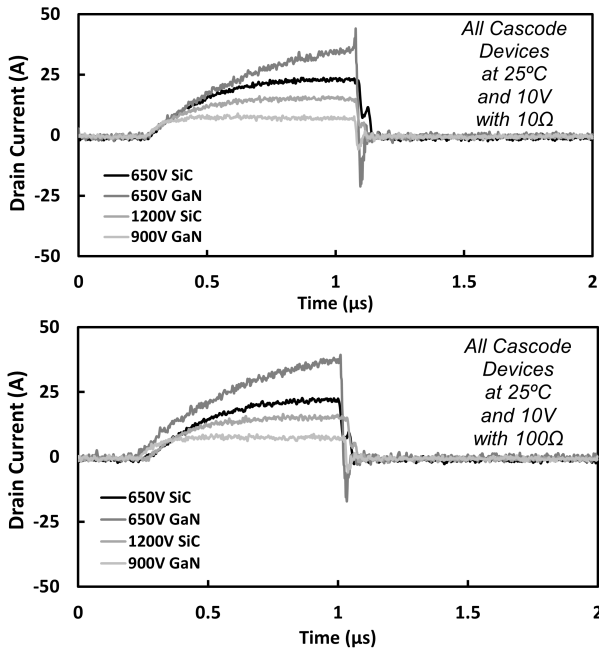 50
25
0
-25
-50
Drain Current (A)
All Cascode
Devices
at 25ºC
and 10V
with 10Ω
650V SiC
650V GaN
1200V SiC
900V GaN
0
0.5
1
1.5
2
Time (µs)
50
25
0
-25
-50
Drain Current (A)
All Cascode
Devices
at 25ºC
and 10V
with 100Ω
650V SiC
650V GaN
1200V SiC
900V GaN
0
0.5
1
1.5
2
Time (µs)